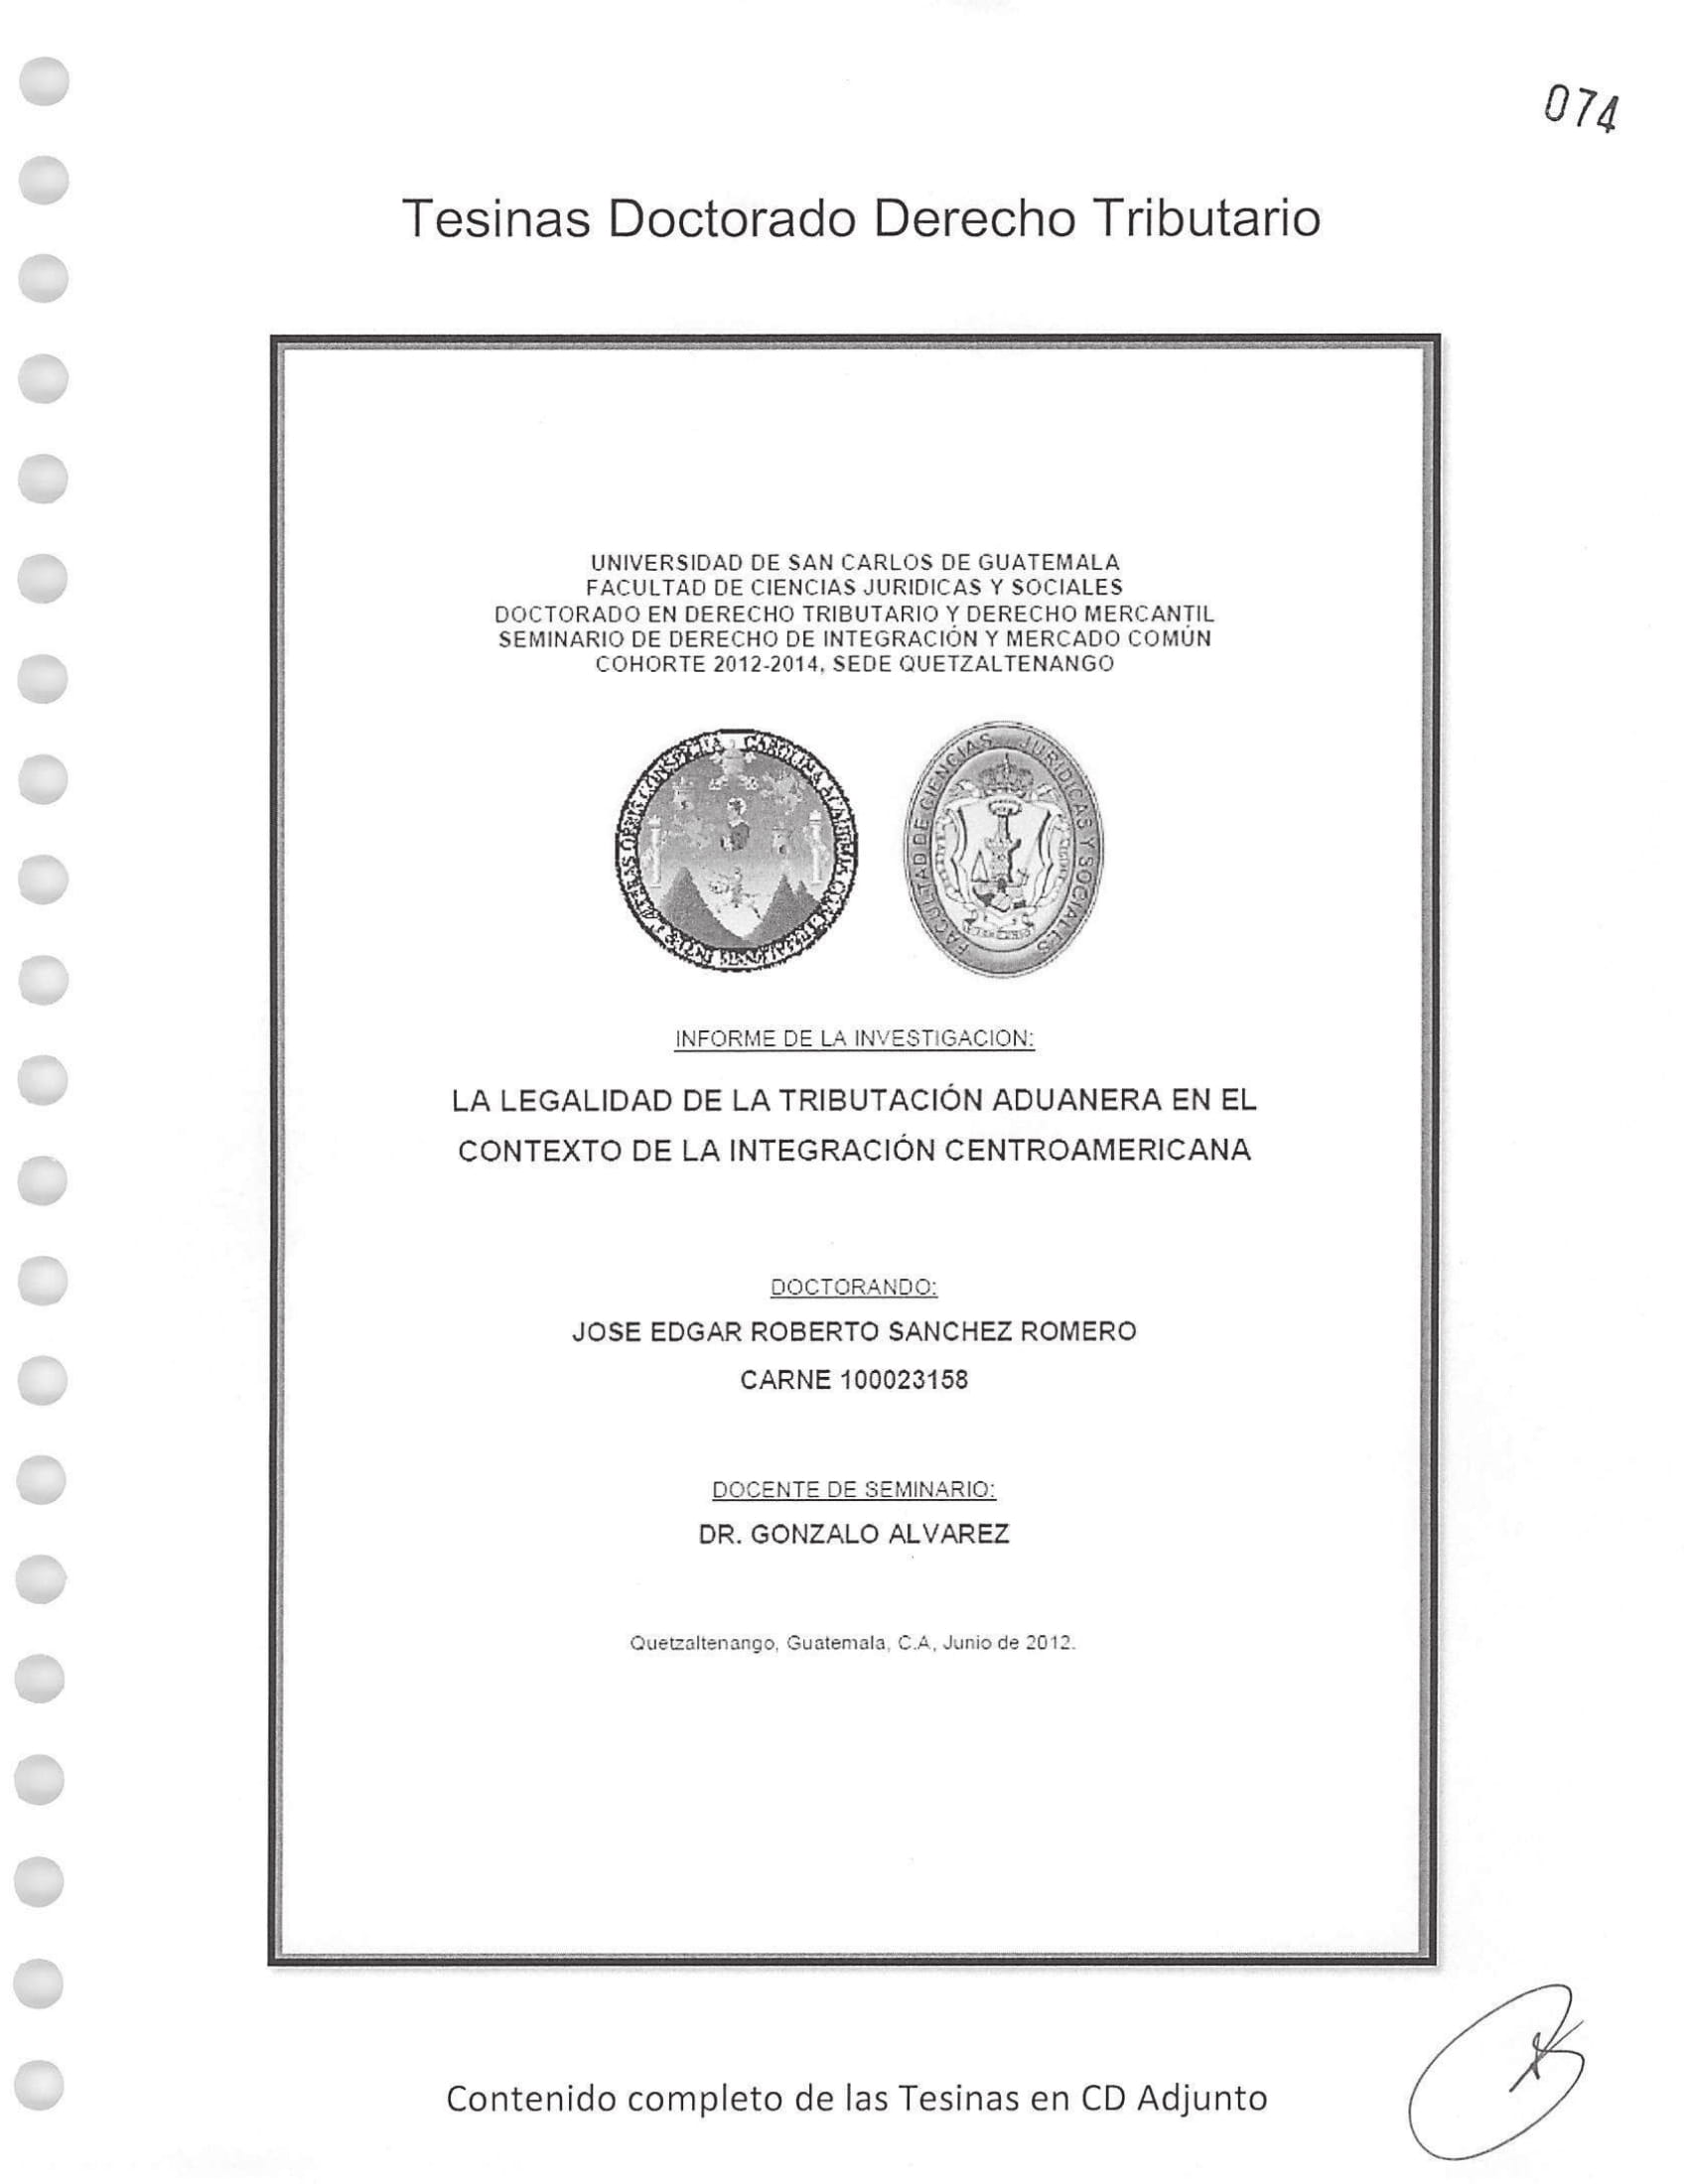 074
Tesinas Doctorado Derecho Tributario
UNIVERSIDAD DE SAN CARLOS DE GUATEMALA
FACULTAD DE CIENCIAS JURIDICAS Y SOCIALES
DOCTORADO EN DERECHO TRIBUTARIO Y DERECHO MERCANTIL
SEMINARIO DE DERECHO DE INTEGRACIÓN Y MERCADO COMÚN
COHORTE 2012-2014, SEDE QUETZALTENANGO
FACULTAD DE CIENCIAS JURIDICAS Y SOCIALES
INFORME DE LA INVESTIGACION:
LA LEGALIDAD DE LA TRIBUTACIÓN ADUANERA EN EL
CONTEXTO DE LA INTEGRACIÓN CENTROAMERICANA
DOCTORANDO:
JOSE EDGAR ROBERTO SANCHEZ ROMERO
CARNE 100023158
DOCENTE DE SEMINARIO:
DR. GONZALO ALVAREZ
Quetzaltenango, Guatemala, C.A, Junio de 2012.
Contenido completo de las Tesinas en CD Adjunto